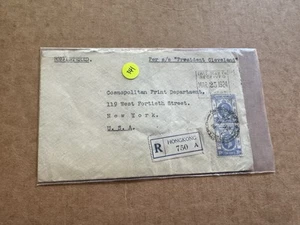 Per s/s "President Cleveland"
Cosmopolitan Print Department,
119 West Fortieth Street.
New York.
U.S.A.
R
HONGKONG
750 A